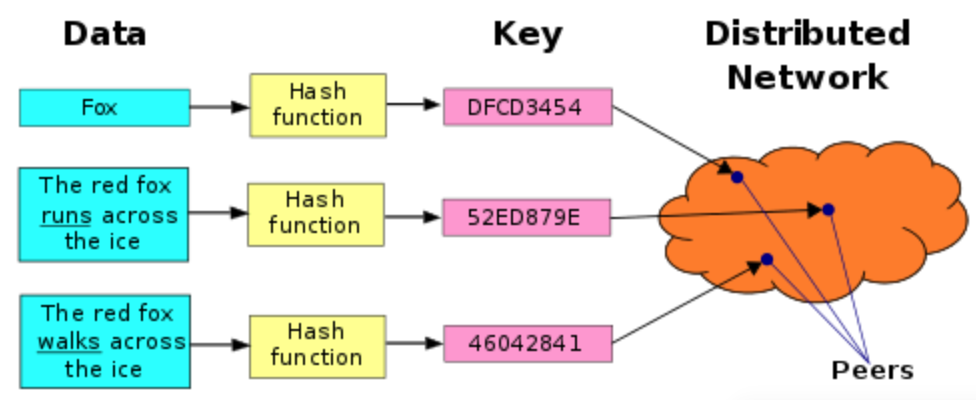 Data
Key
Distributed
Network
Fox
Hash
function
DFCD3454
The red fox
runs across
the ice
Hash
function
52ED879E
The red fox
walks across
the ice
Hash
function
46042841
Peers